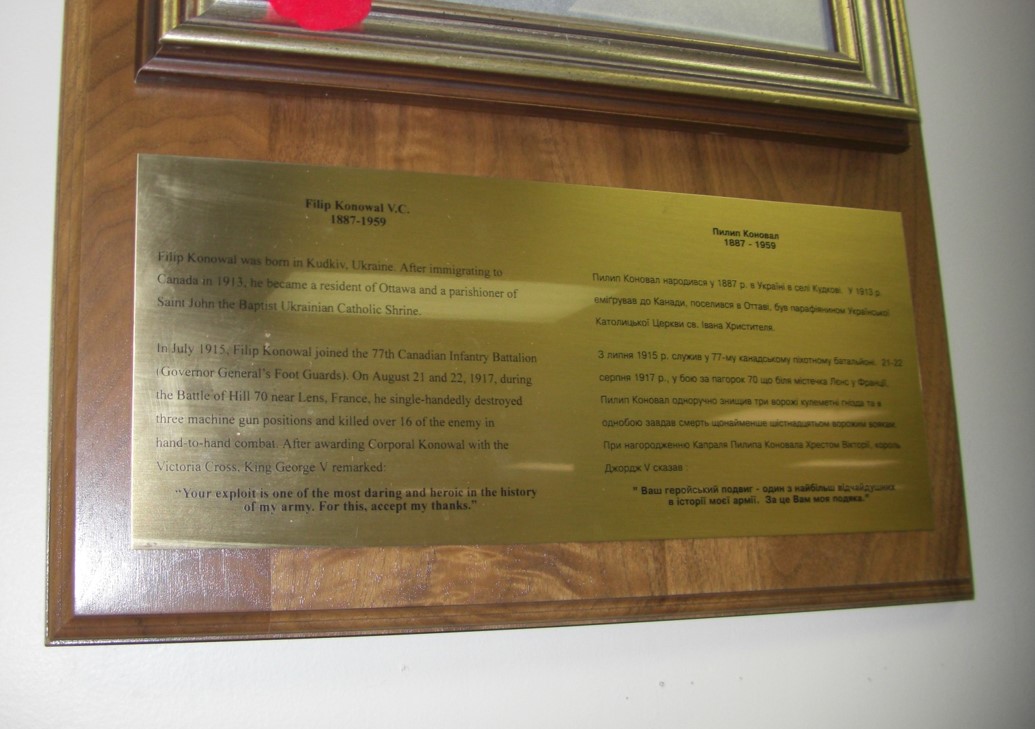 Filip Konowal V.C.
1887-1959
Filip Konowal was born in Kudkiv, Ukraine. After immigrating to
Canada in 1913, he became a resident of Ottawa and a parishioner of
Saint John the Baptist Ukrainian Catholic Shrine.
In July 1915, Filip Konowal joined the 77th Canadian Infantry Battalion
(Governor General's Foot Guards). On August 21 and 22, 1917, during
the Battle of Hill 70 near Lens, France, he single-handedly destroyed
three machine gun positions and killed over 16 of the enemy in
hand-to-hand combat. After awarding Corporal Konowal with the
Victoria Cross, King George V remarked:
"Your exploit is one of the most daring and heroic in the history
of my army. For this, accept my thanks."
Пилип Коновал
1887 - 1959
Пилип Коновал народився у 1887 р. в Україні в селі Кудкові. У 1913 р.
еміґрував до Канади, поселився в Оттаві, був парафіянином Української
Католицької Церкви св. Івана Христителя.
З липня 1915 р. служив у 77-му канадському піхотному батальйоні. 21-22
серпня 1917 р., у бою за пагорок 70 що біля містечка Ленс у Франції,
Пилип Коновал одноручно знищив три ворожі кулеметні гнізда та в
однобою завдав смерть щонайменше шістнадцятьом ворожим воякам.
При нагородженню Капраля Пилипа Коновала Хрестом Вікторії, король
Джордж V сказав :
" Ваш геройський подвиг - один з найбільш відчайдушних
в історії моєї армії. За це Вам моя подяка."